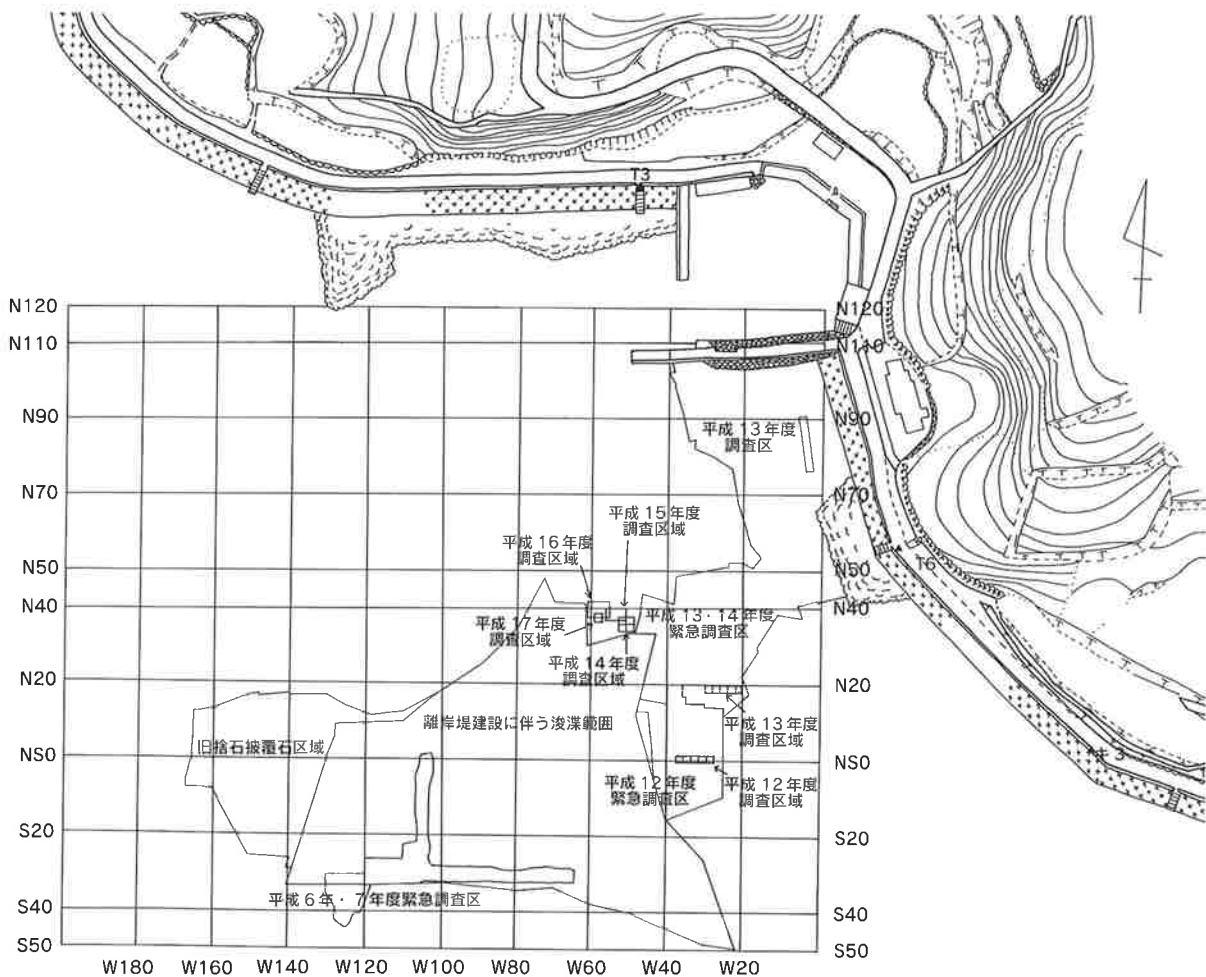 T3
N120
N120
N110
N110
平成 13 年度
調査区
N90
N90
N70
N70
平成 15 年度
調査区域
平成 16 年度
調査区域
N50
N50
T6
N40
N40
平成 13・14 年度
緊急調査区
平成 17 年度
調査区域
平成 14 年度
調査区域
N20
N20
離岸堤建設に伴う浚渫範囲
平成 13 年度
調査区域
旧捨石披覆石区域
NS0
NS0
平成 12 年度
緊急調査区
平成 12 年度
調査区域
S20
S20
平成 6 年・7 年度緊急調査区
S40
S40
S50
S50
W180 W160 W140 W120 W100 W80 W60 W40 W20